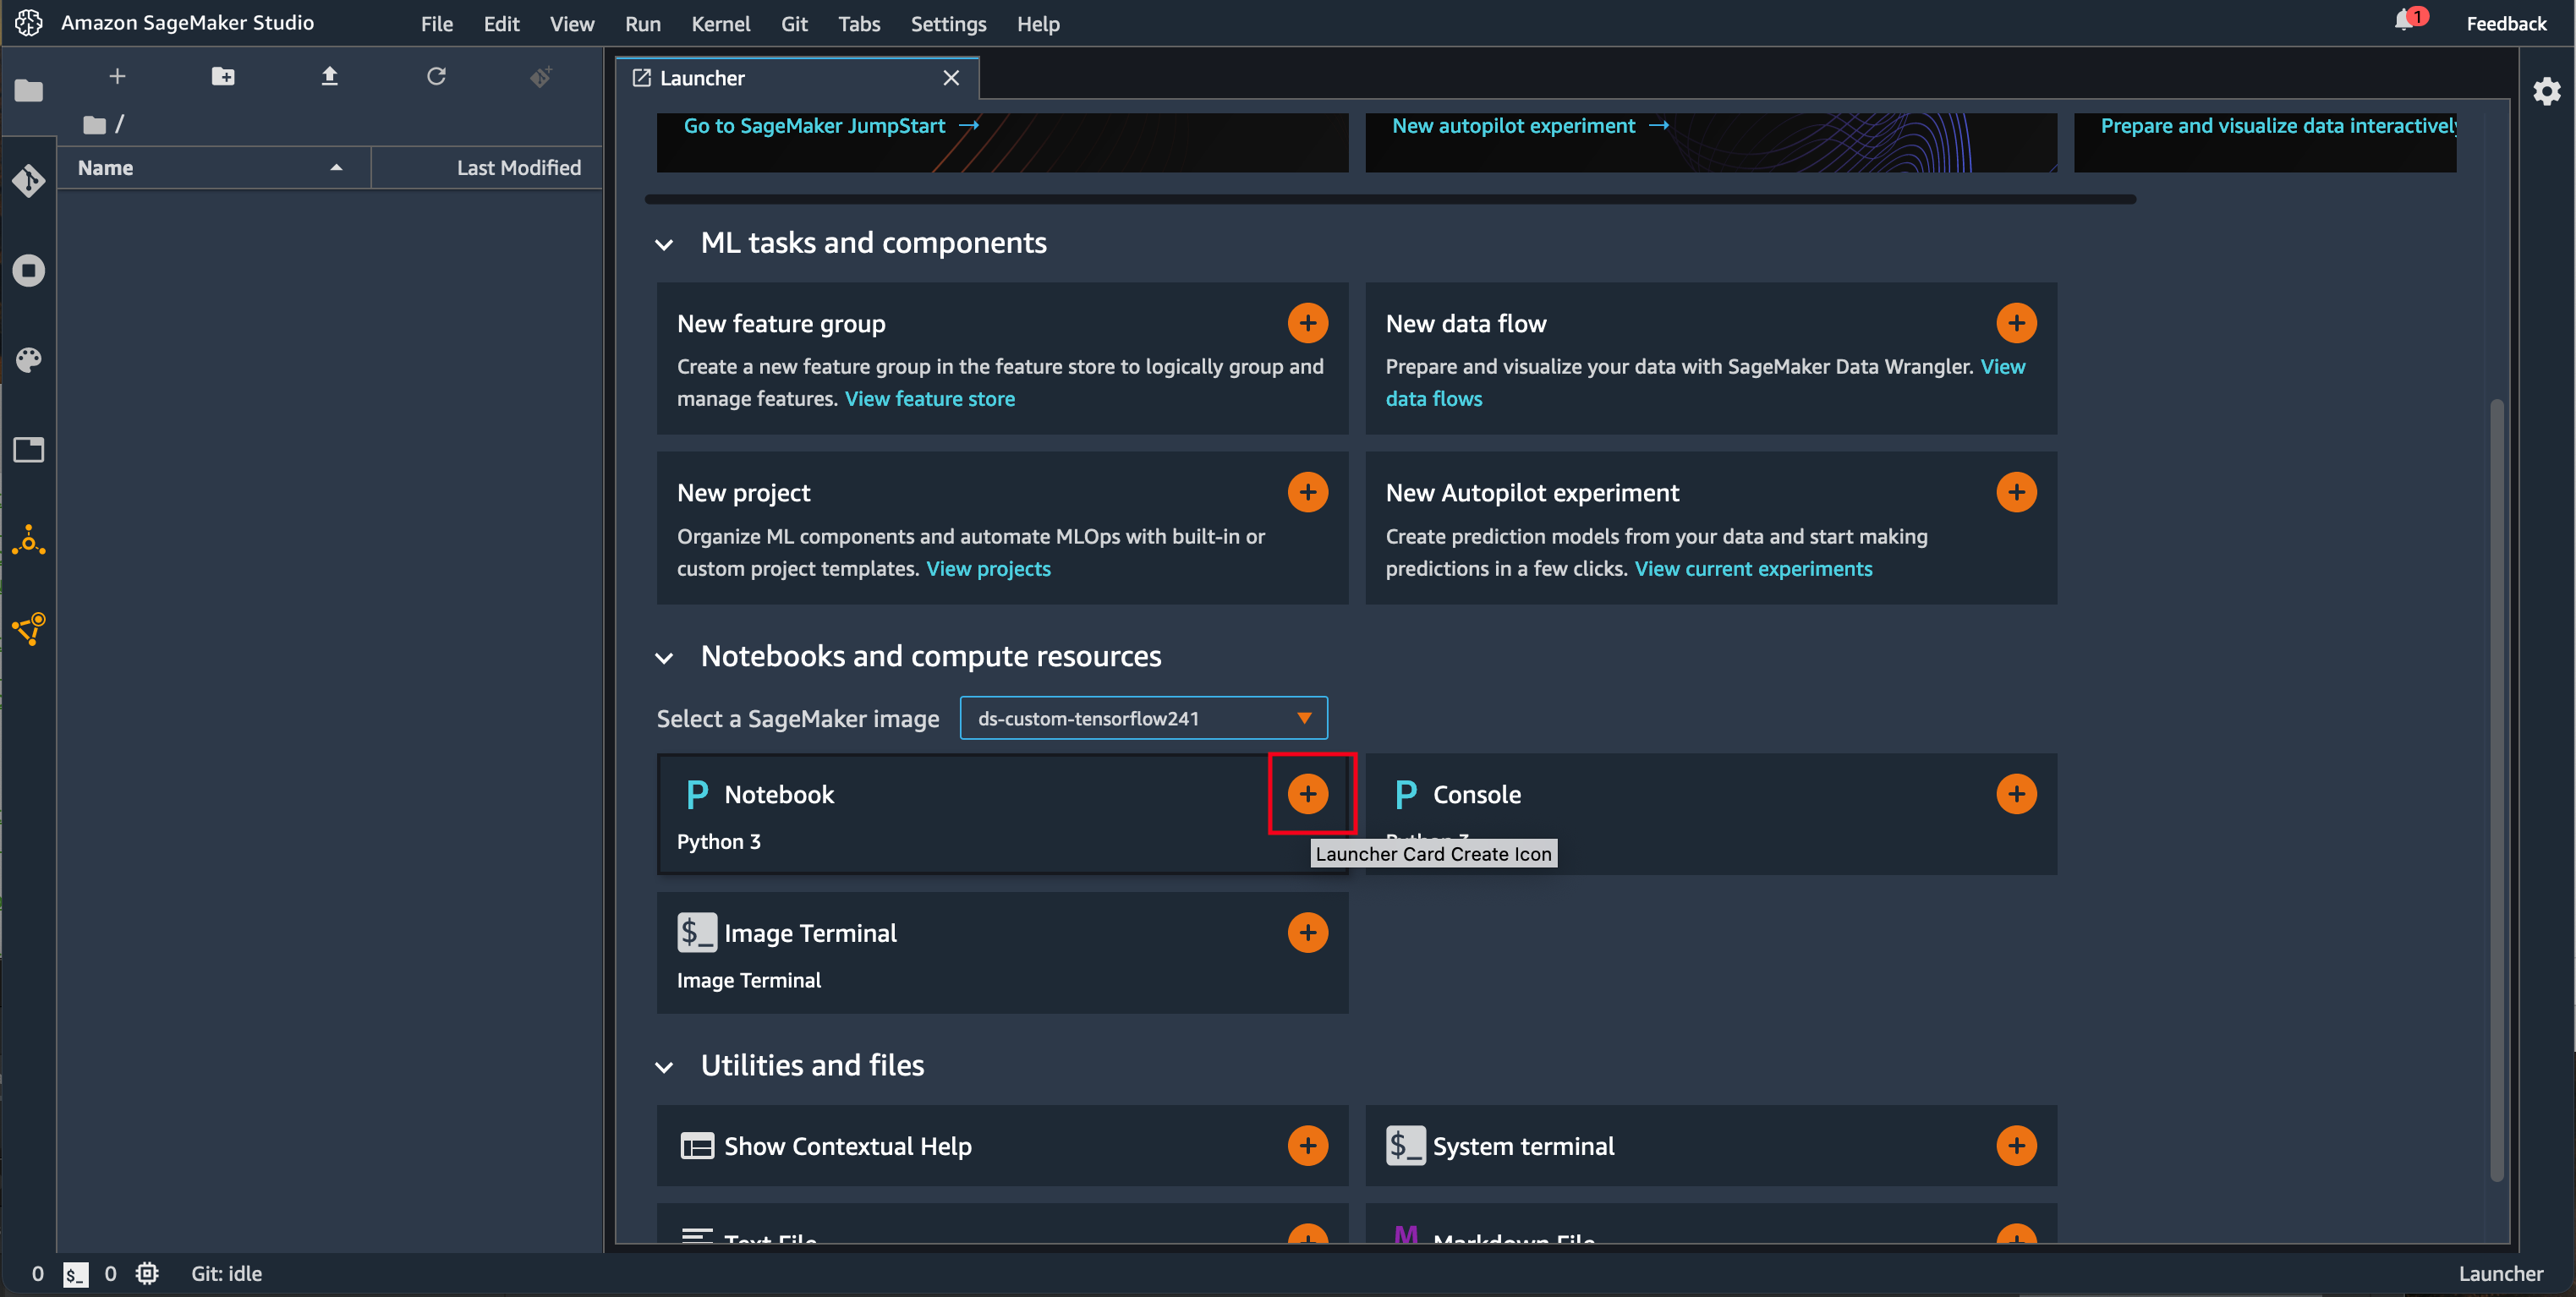 Amazon SageMaker Studio File Edit View Run Kernel Git Tabs Settings Help 1 Feedback
Launcher
/
Name Last Modified
Go to SageMaker JumpStart → New autopilot experiment → Prepare and visualize data interactively
ML tasks and components
New feature group
Create a new feature group in the feature store to logically group and
manage features. View feature store
New data flow
Prepare and visualize your data with SageMaker Data Wrangler. View
data flows
New project
Organize ML components and automate MLOps with built-in or
custom project templates. View projects
New Autopilot experiment
Create prediction models from your data and start making
predictions in a few clicks. View current experiments
Notebooks and compute resources
Select a SageMaker image ds-custom-tensorflow241
P Notebook
Python 3
P Console
Python 3
Launcher Card Create Icon
$_ Image Terminal
Image Terminal
Utilities and files
Show Contextual Help
$_ System terminal
Text File
M Markdown File
0 $_ 0 Git: idle Launcher